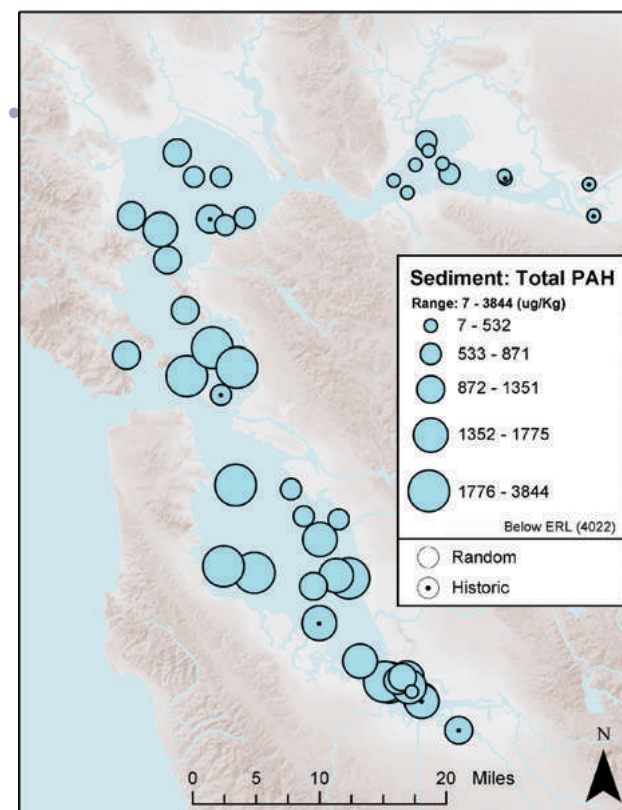 Sediment: Total PAH
Range: 7 - 3844 (ug/Kg)
7 - 532
533 - 871
872 - 1351
1352 - 1775
1776 - 3844
Below ERL (4022)
Random
Historic
N
0 5 10 20 Miles